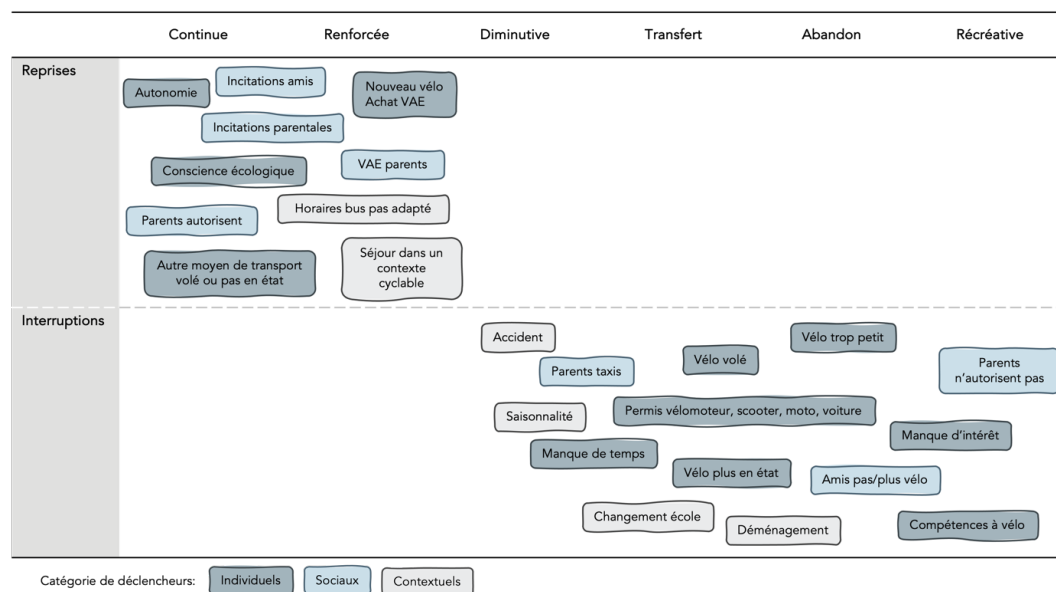 Continue Renforcée Diminutive Transfert Abandon Récréative
Reprises
Autonomie
Incitations amis
Nouveau vélo
Achat VAE
Incitations parentales
Conscience écologique
VAE parents
Parents autorisent
Horaires bus pas adapté
Autre moyen de transport
volé ou pas en état
Séjour dans un
contexte
cyclable
Interruptions
Accident
Vélo trop petit
Parents taxis
Vélo volé
Parents
n'autorisent pas
Saisonnalité
Permis vélomoteur, scooter, moto, voiture
Manque d'intérêt
Manque de temps
Vélo plus en état
Amis pas/plus vélo
Changement école
Déménagement
Compétences à vélo
Catégorie de déclencheurs: Individuels Sociaux Contextuels